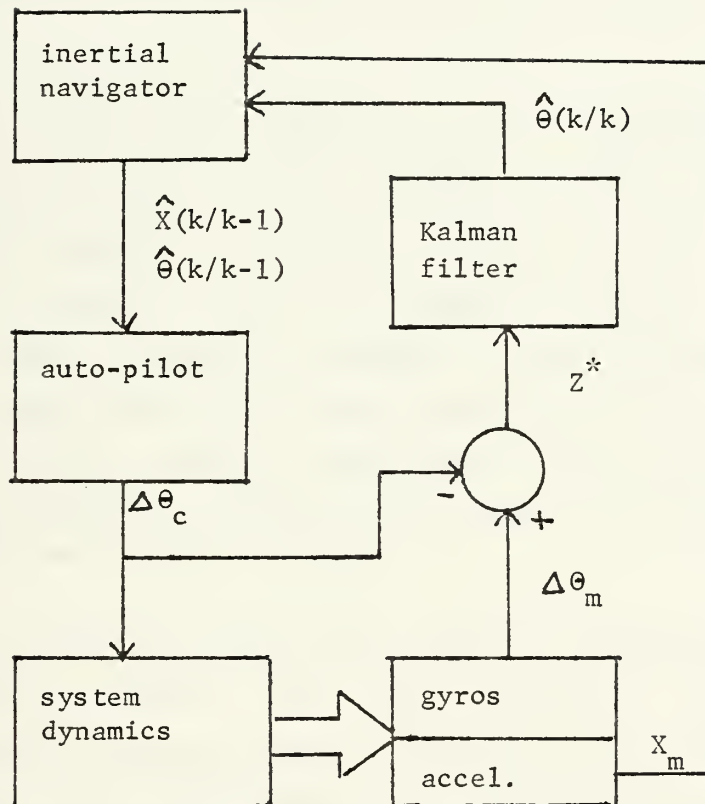 inertial
navigator
Θ̂(k/k)
X̂(k/k-1)
Θ̂(k/k-1)
Kalman
filter
auto-pilot
Z*
ΔΘc
-
+
ΔΘm
system
dynamics
gyros
accel.
Xm